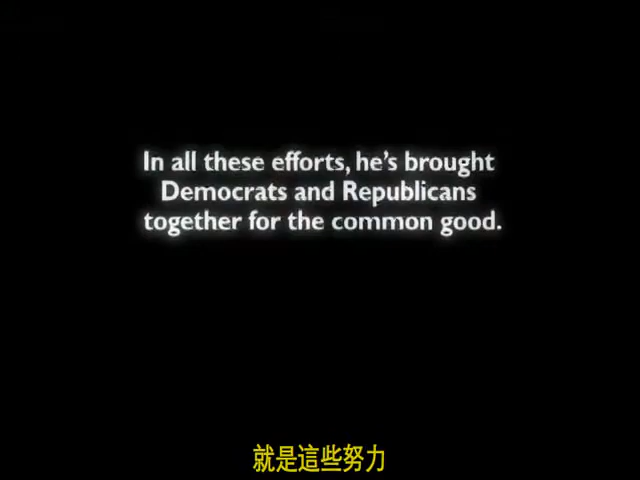 In all these efforts, he's brought
Democrats and Republicans
together for the common good.
就是這些努力